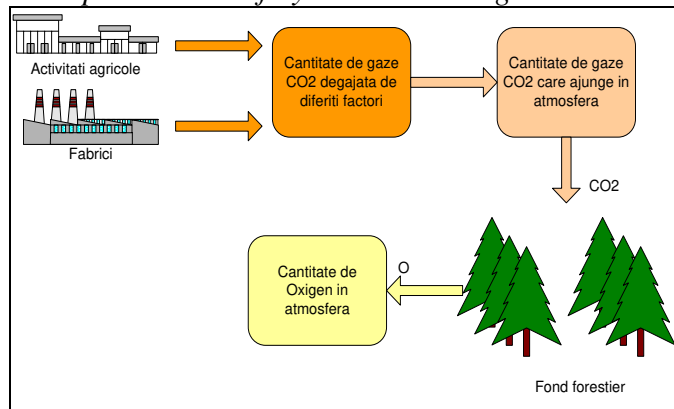 Activitati agricole
Fabrici
Cantitate de gaze
CO2 degajata de
diferiti factori
Cantitate de gaze
CO2 care ajunge in
atmosfera
CO2
O
Cantitate de
Oxigen in
atmosfera
Fond forestier